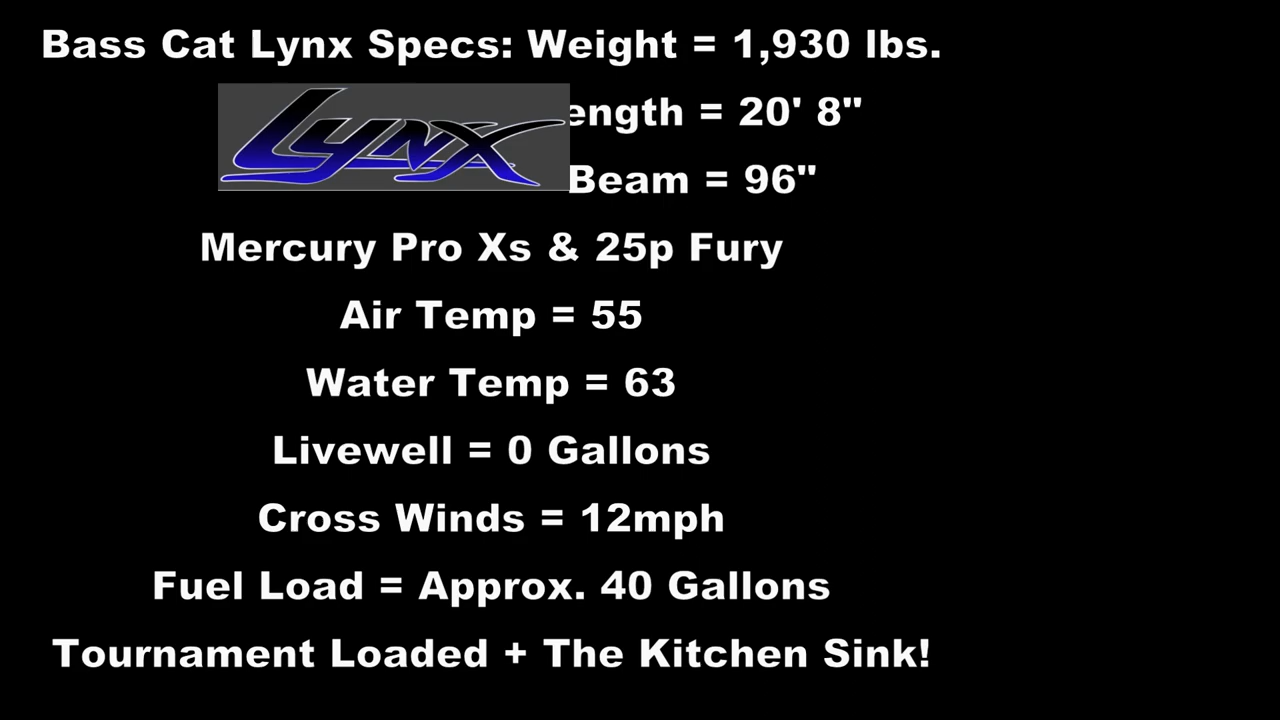 Bass Cat Lynx Specs: Weight = 1,930 lbs.
Lynx
ength = 20' 8"
Beam = 96"
Mercury Pro Xs & 25p Fury
Air Temp = 55
Water Temp = 63
Livewell = 0 Gallons
Cross Winds = 12mph
Fuel Load = Approx. 40 Gallons
Tournament Loaded + The Kitchen Sink!